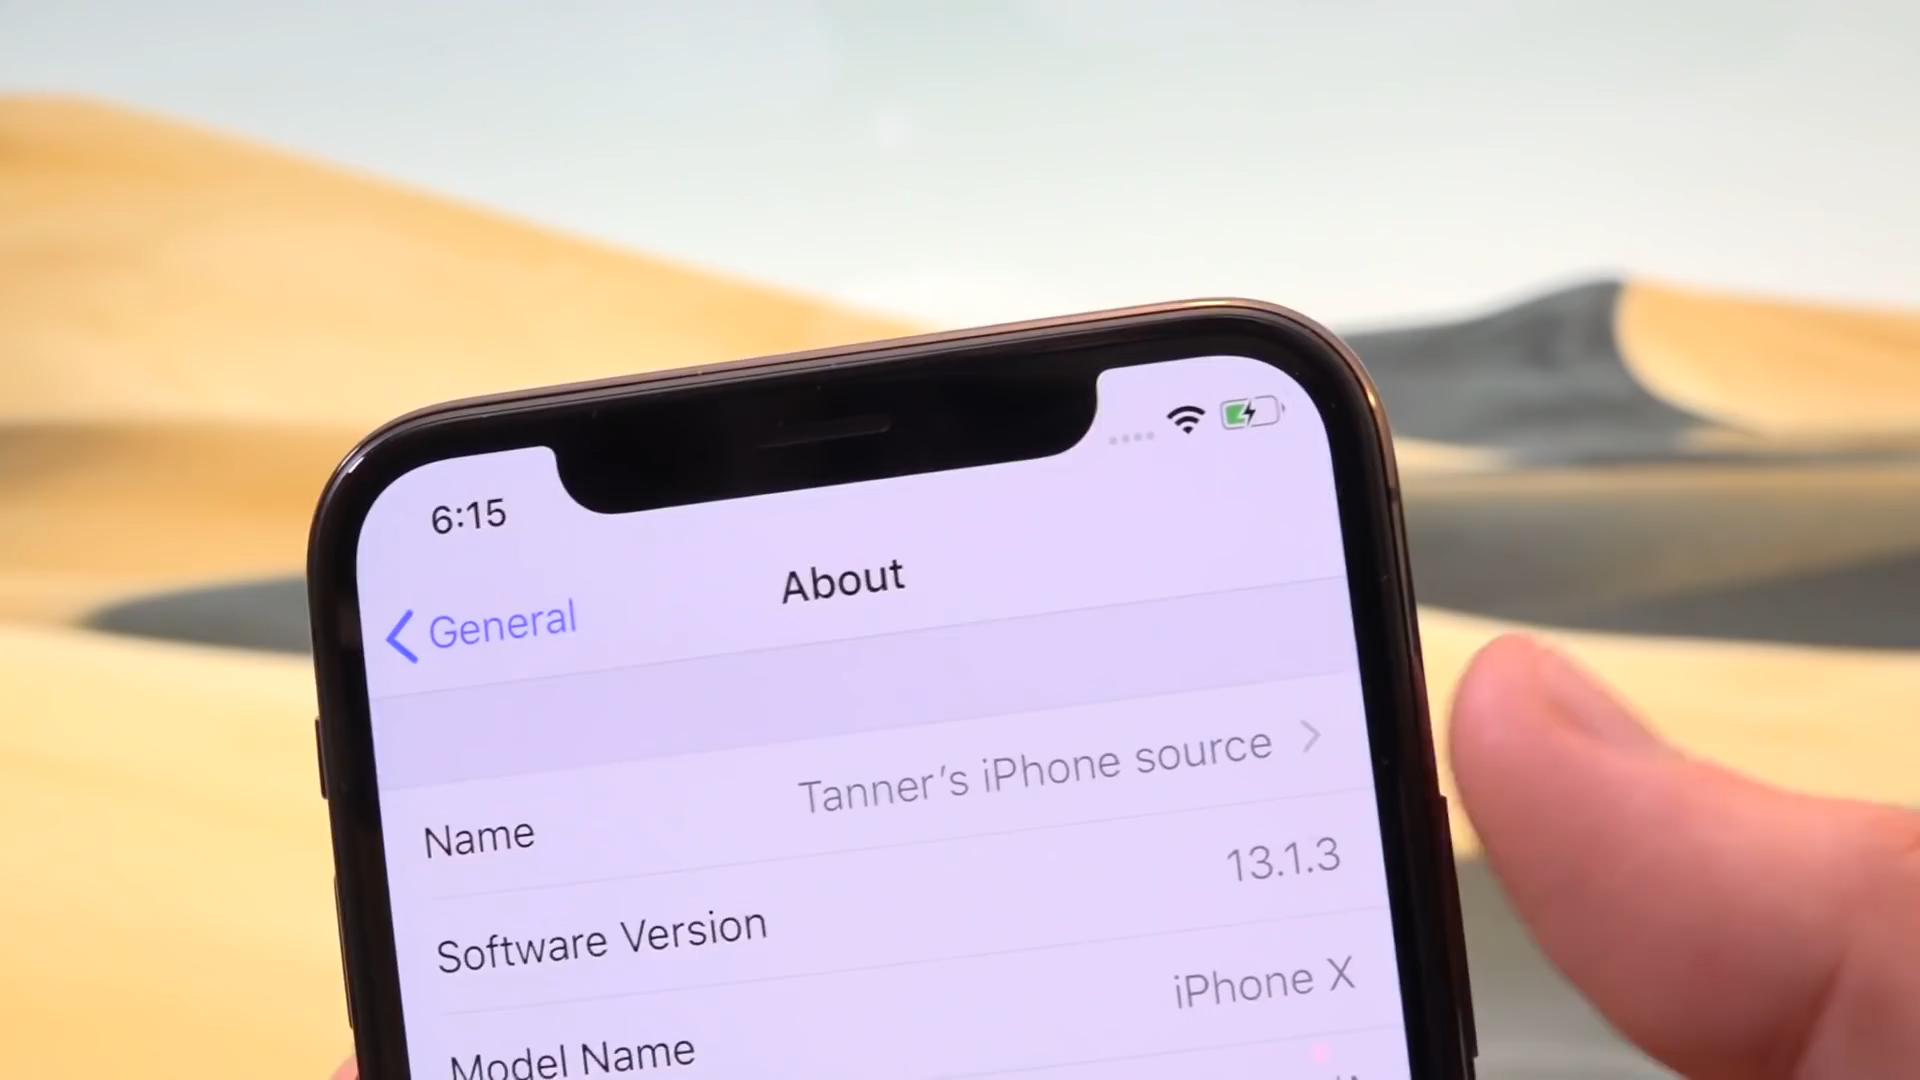 6:15
General
About
Name
Tanner's iPhone source
Software Version
13.1.3
Model Name
iPhone X